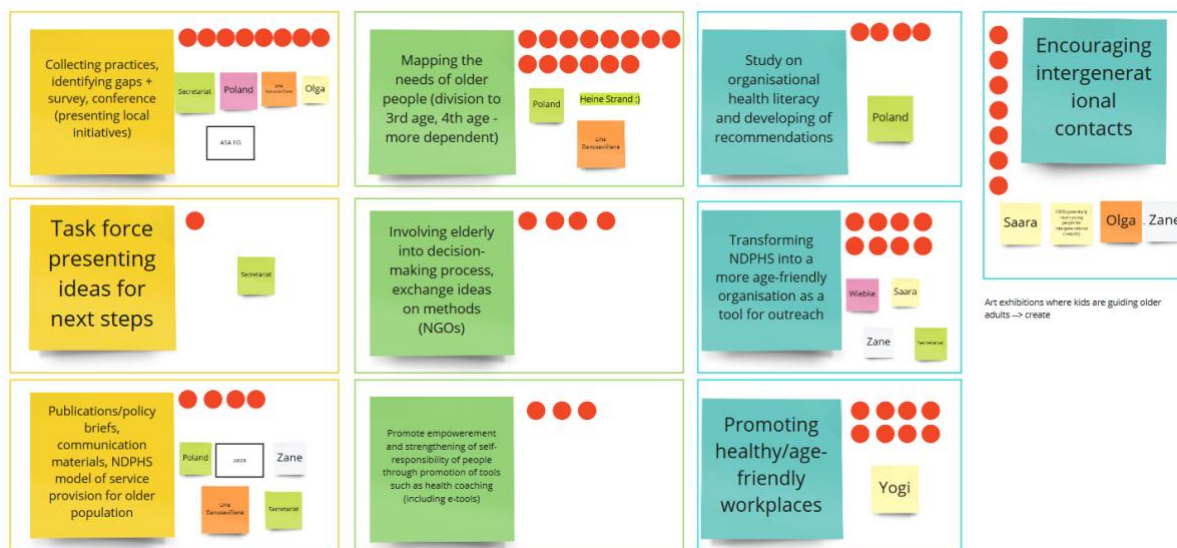 Collecting practices,
identifying gaps +
survey, conference
(presenting local
initiatives)
Secretariat
Poland
Olga
ASA EG
Mapping the
needs of older
people (division to
3rd age, 4th age -
more dependent)
Poland
Heine Strand :)
Lina
Danusevičienė
Study on
organisational
health literacy
and developing of
recommendations
Poland
Encouraging
intergenerat
ional
contacts
Saara
Olga
Zane
Art exhibitions where kids are guiding older
adults --> create
Task force
presenting
ideas for
next steps
Secretariat
Involving elderly
into decision-
making process,
exchange ideas
on methods
(NGOs)
Transforming
NDPHS into a
more age-friendly
organisation as a
tool for outreach
Wiebke
Saara
Zane
Secretariat
Publications/policy
briefs,
communication
materials, NDPHS
model of service
provision for older
population
Poland
Zane
Lina
Danusevičienė
Secretariat
Promote empowerement
and strengthening of self-
responsibility of people
through promotion of tools
such as health coaching
(including e-tools)
Promoting
healthy/age-
friendly
workplaces
Yogi